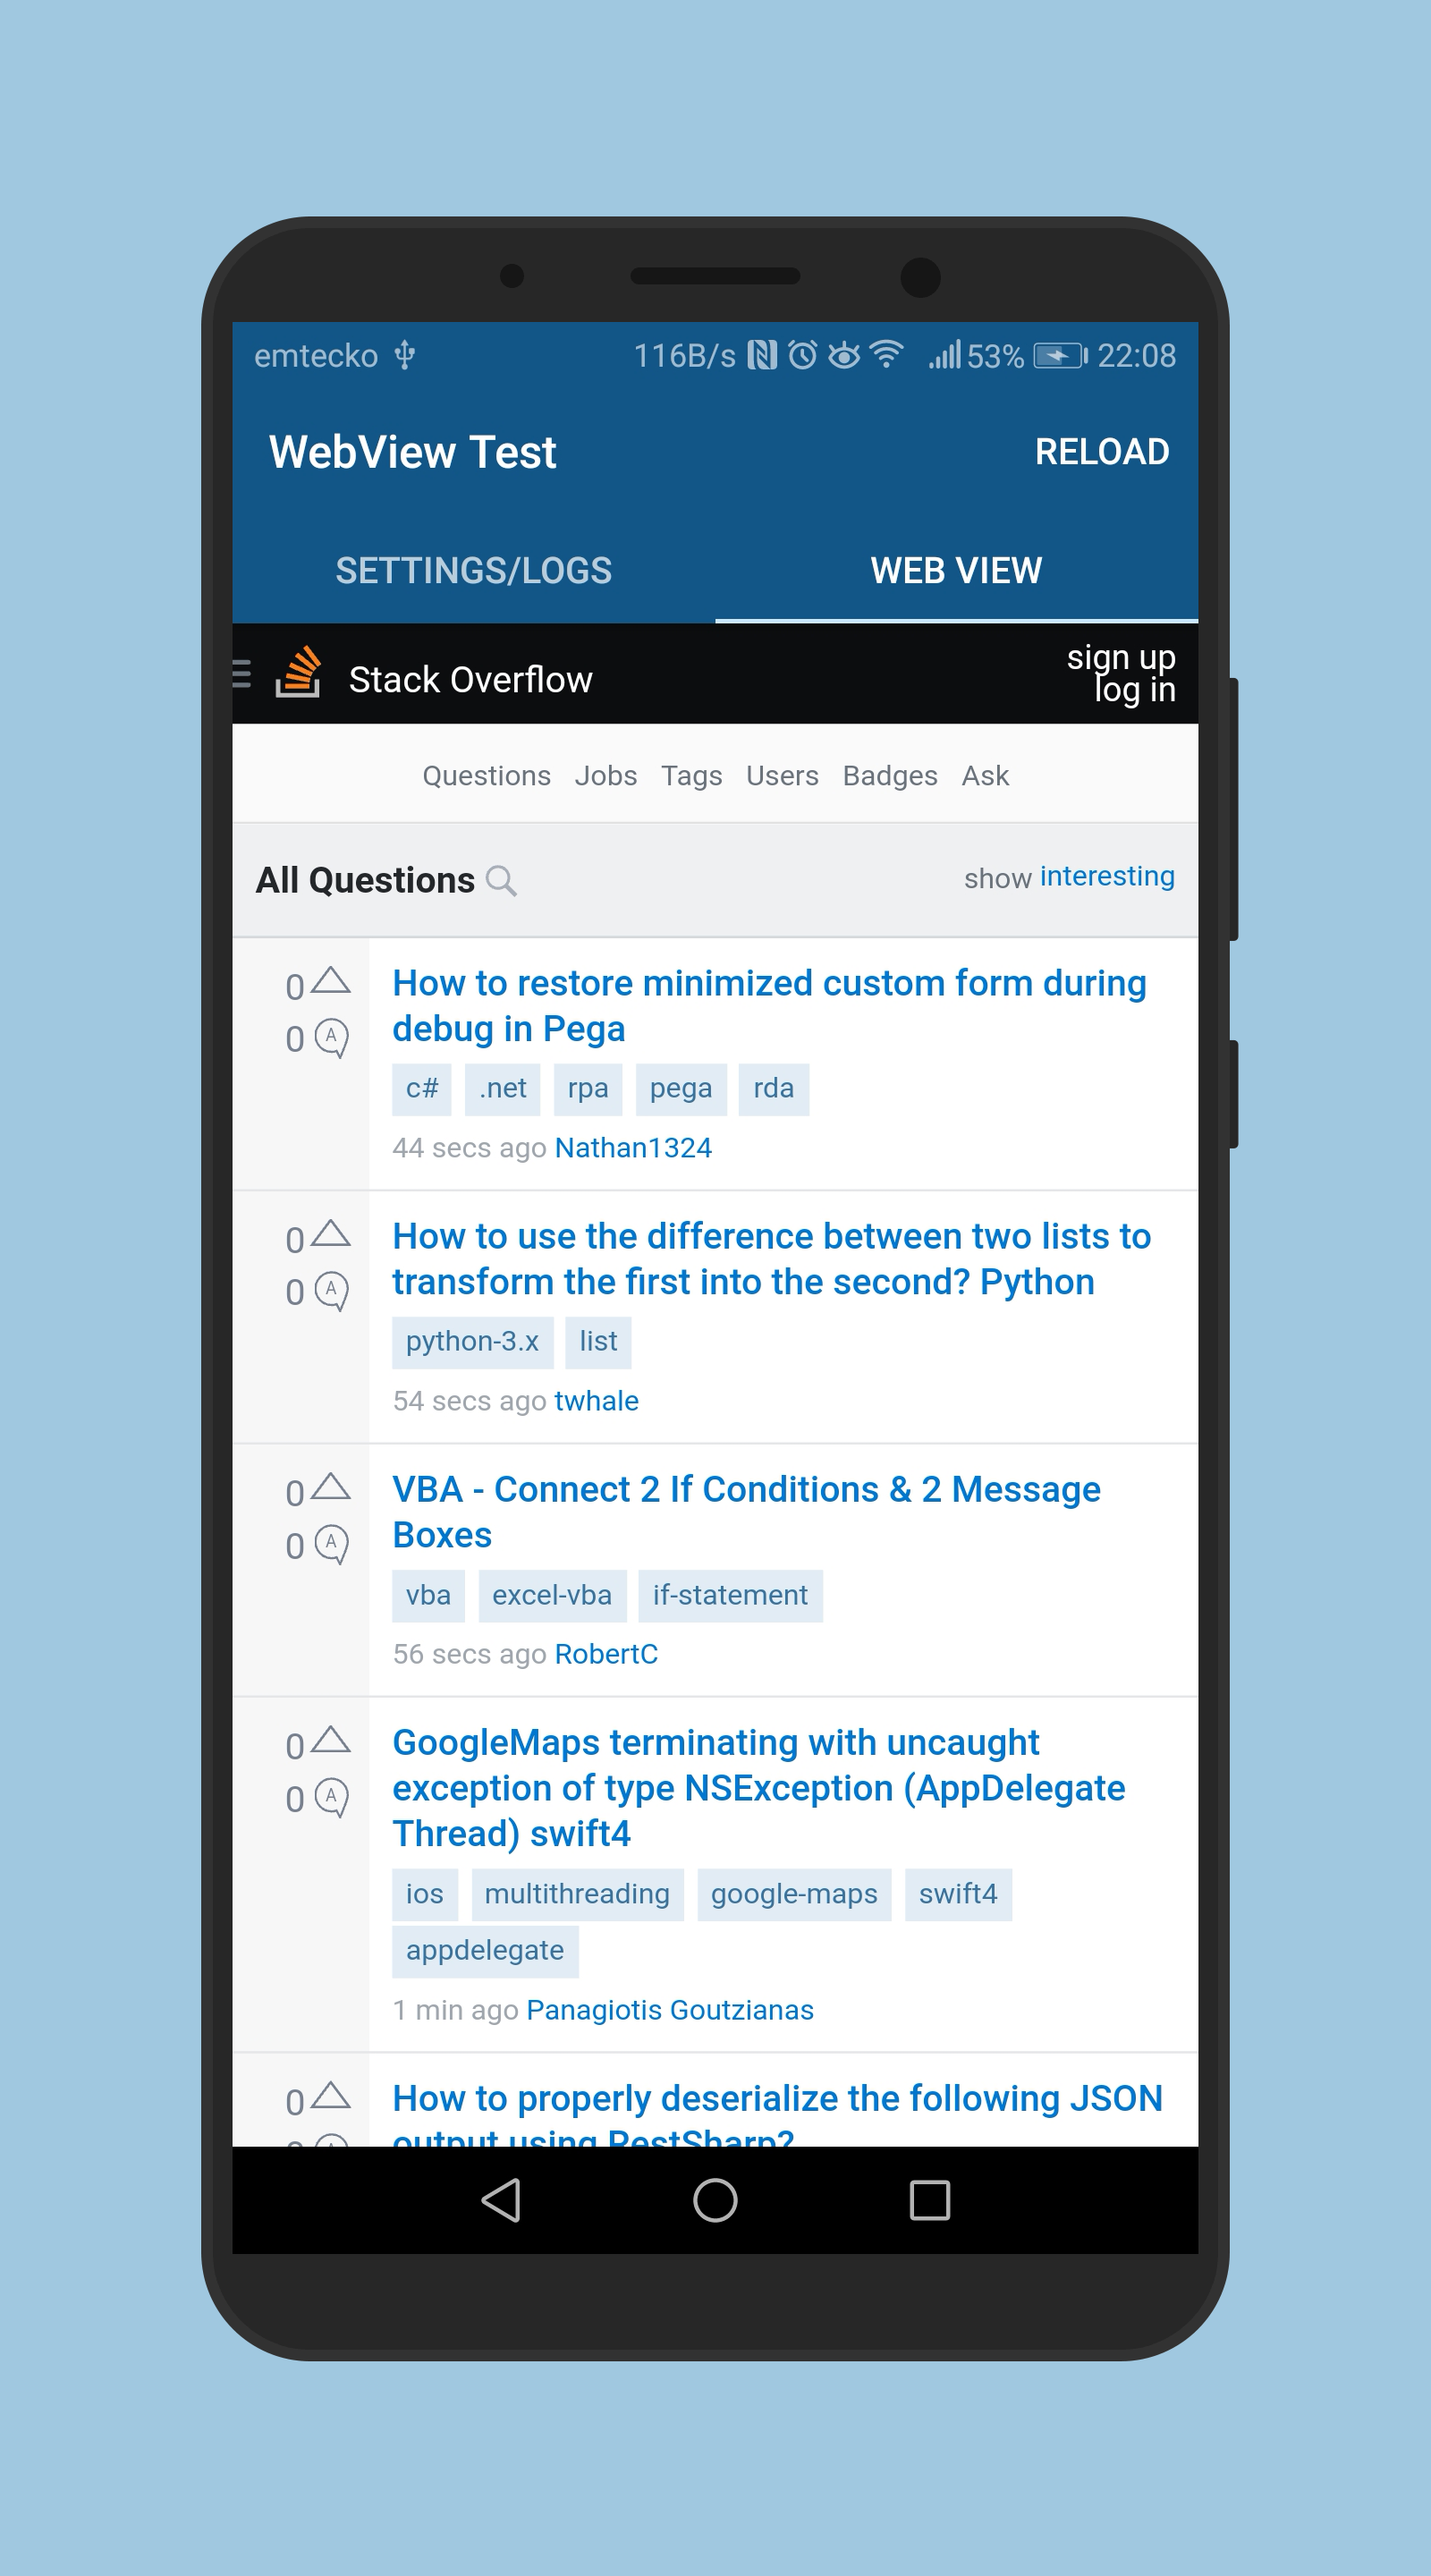 emtecko 116B/s 53% 22:08
WebView Test RELOAD
SETTINGS/LOGS WEB VIEW
Stack Overflow sign up
log in
Questions Jobs Tags Users Badges Ask
All Questions show interesting
0
0 A
How to restore minimized custom form during
debug in Pega
c# .net rpa pega rda
44 secs ago Nathan1324
0
0 A
How to use the difference between two lists to
transform the first into the second? Python
python-3.x list
54 secs ago twhale
0
0 A
VBA - Connect 2 If Conditions & 2 Message
Boxes
vba excel-vba if-statement
56 secs ago RobertC
0
0 A
GoogleMaps terminating with uncaught
exception of type NSException (AppDelegate
Thread) swift4
ios multithreading google-maps swift4
appdelegate
1 min ago Panagiotis Goutzianas
0
How to properly deserialize the following JSON
output using RestSharp?